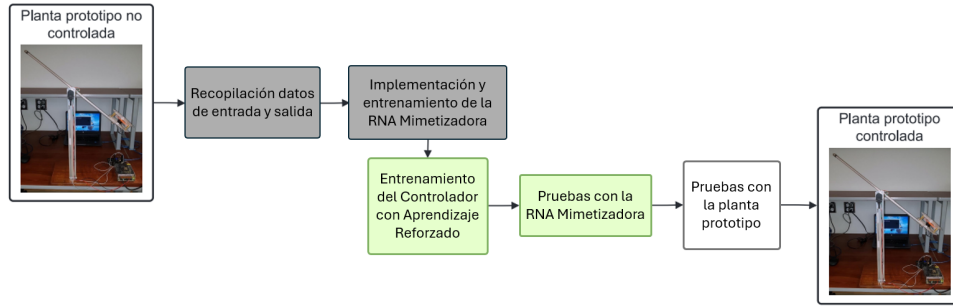 Planta prototipo no
controlada
Recopilación datos
de entrada y salida
Implementación y
entrenamiento de la
RNA Mimetizadora
Entrenamiento
del Controlador
con Aprendizaje
Reforzado
Pruebas con la
RNA Mimetizadora
Pruebas con
la planta
prototipo
Planta prototipo
controlada